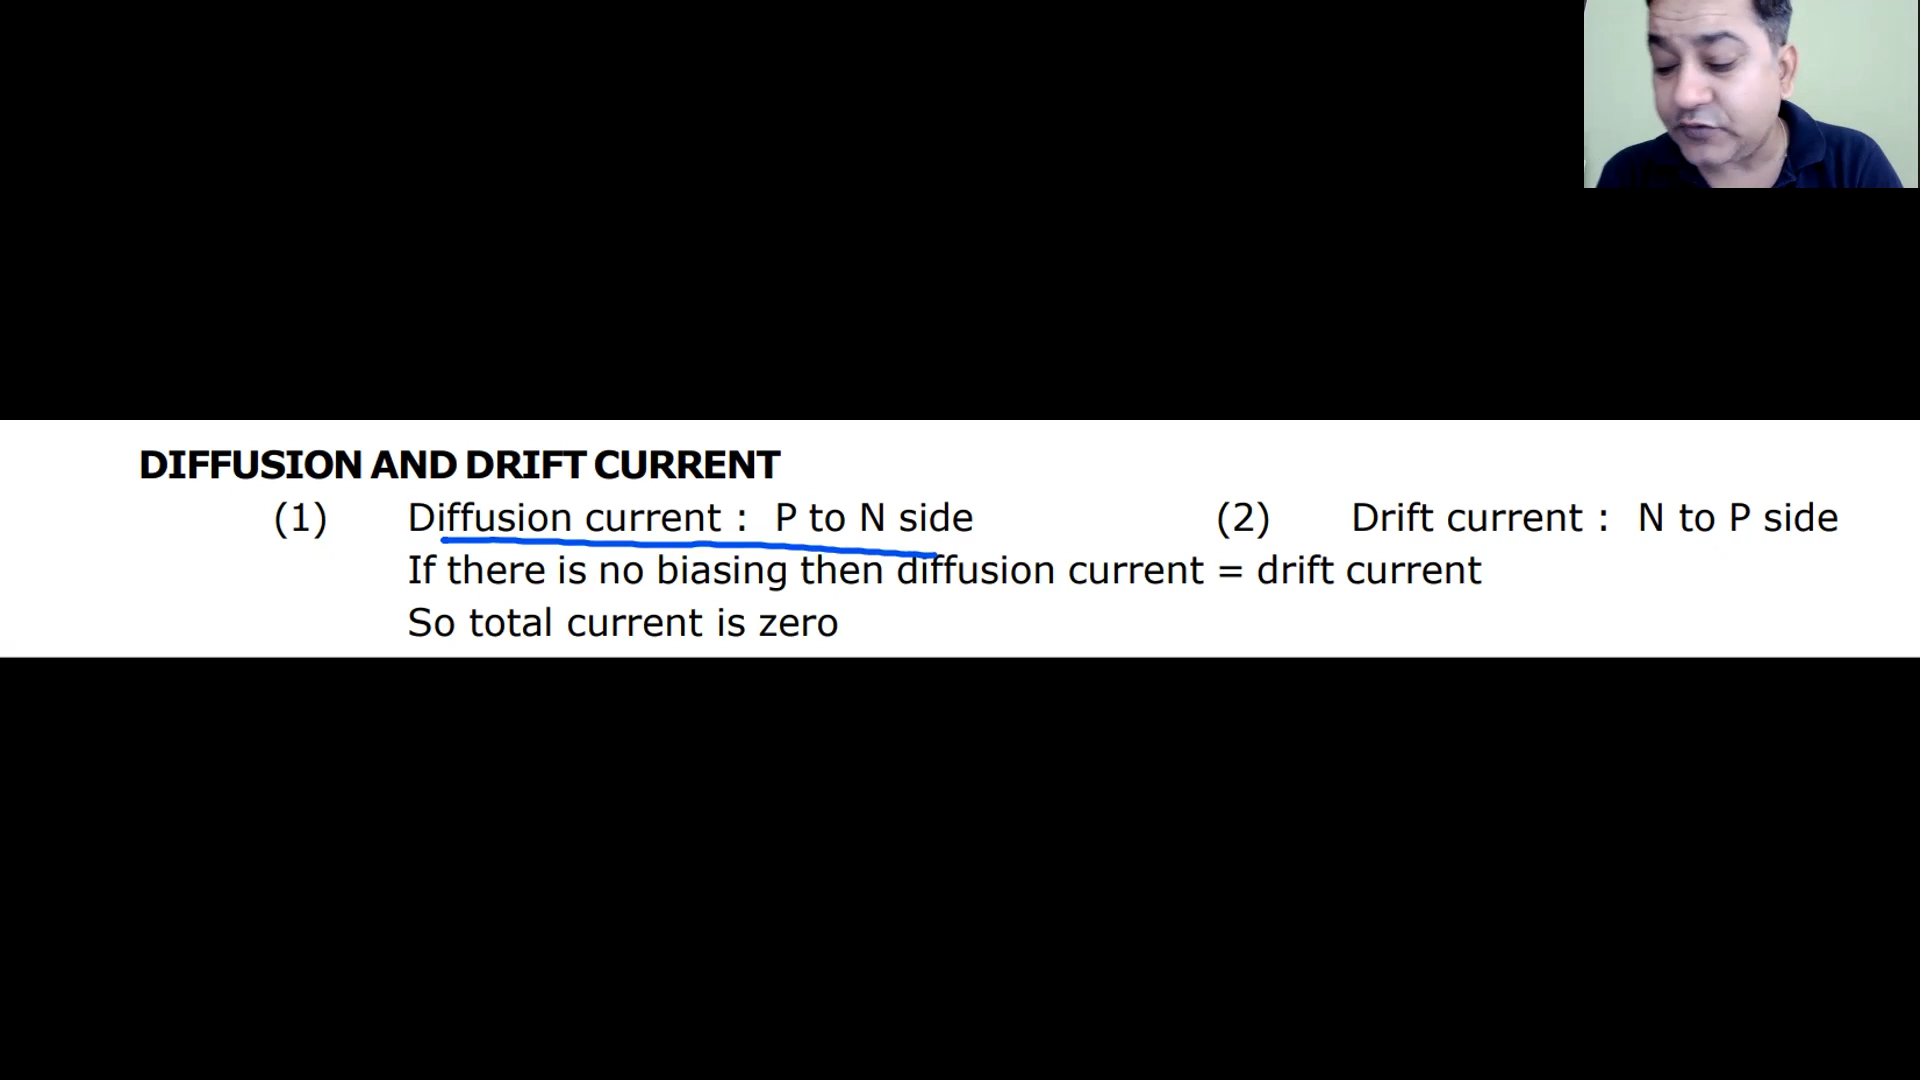 DIFFUSION AND DRIFT CURRENT
(1) Diffusion current : P to N side (2) Drift current : N to P side
If there is no biasing then diffusion current = drift current
So total current is zero